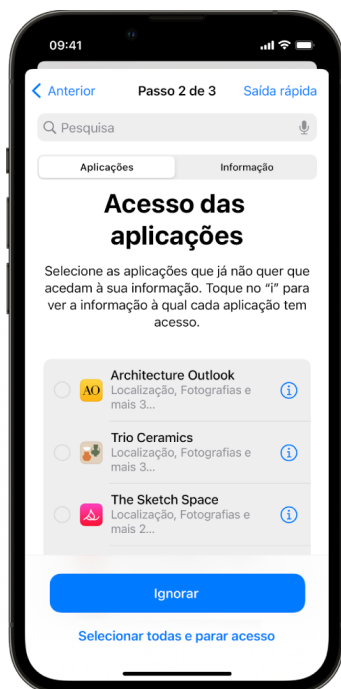 09:41
Anterior
Passo 2 de 3
Saída rápida
Pesquisa
Aplicações
Informação
Acesso das
aplicações
Selecione as aplicações que já não quer que
acedam à sua informação. Toque no “i” para
ver a informação à qual cada aplicação tem
acesso.
AO
Architecture Outlook
Localização, Fotografias e
mais 3...
Trio Ceramics
Localização, Fotografias e
mais 3...
The Sketch Space
Localização, Fotografias e
mais 2...
Ignorar
Selecionar todas e parar acesso